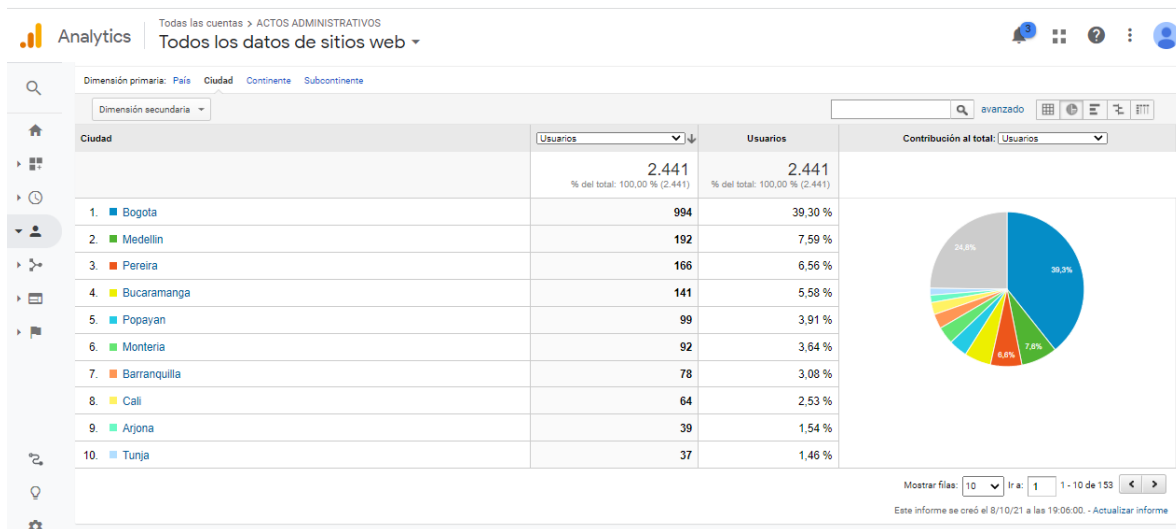 Todas las cuentas > ACTOS ADMINISTRATIVOS
Analytics Todos los datos de sitios web
3
Dimensión primaria: País Ciudad Continente Subcontinente
Dimensión secundaria avanzado
Ciudad Usuarios Usuarios Contribución al total: Usuarios
2.441 2.441
% del total: 100,00 % (2.441) % del total: 100,00 % (2.441)
1. Bogota 994 39,30 %
2. Medellin 192 7,59 %
3. Pereira 166 6,56 %
4. Bucaramanga 141 5,58 %
5. Popayan 99 3,91 %
6. Monteria 92 3,64 %
7. Barranquilla 78 3,08 %
8. Cali 64 2,53 %
9. Arjona 39 1,54 %
10. Tunja 37 1,46 %
24,8%
39,3%
7,6%
6,6%
Mostrar filas: 10 Ir a: 1 1 - 10 de 153
Este informe se creó el 8/10/21 a las 19:06:00. - Actualizar informe